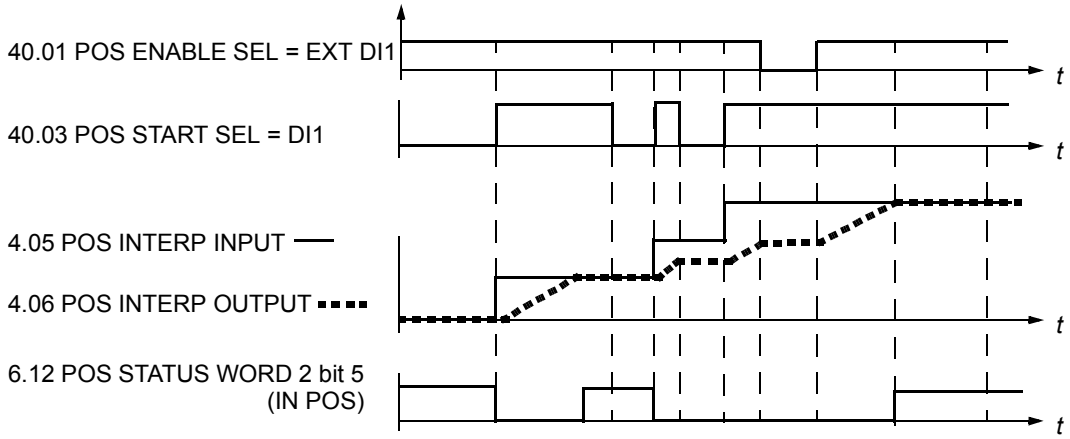 40.01 POS ENABLE SEL = EXT DI1
t
40.03 POS START SEL = DI1
t
4.05 POS INTERP INPUT
4.06 POS INTERP OUTPUT
t
6.12 POS STATUS WORD 2 bit 5
(IN POS)
t